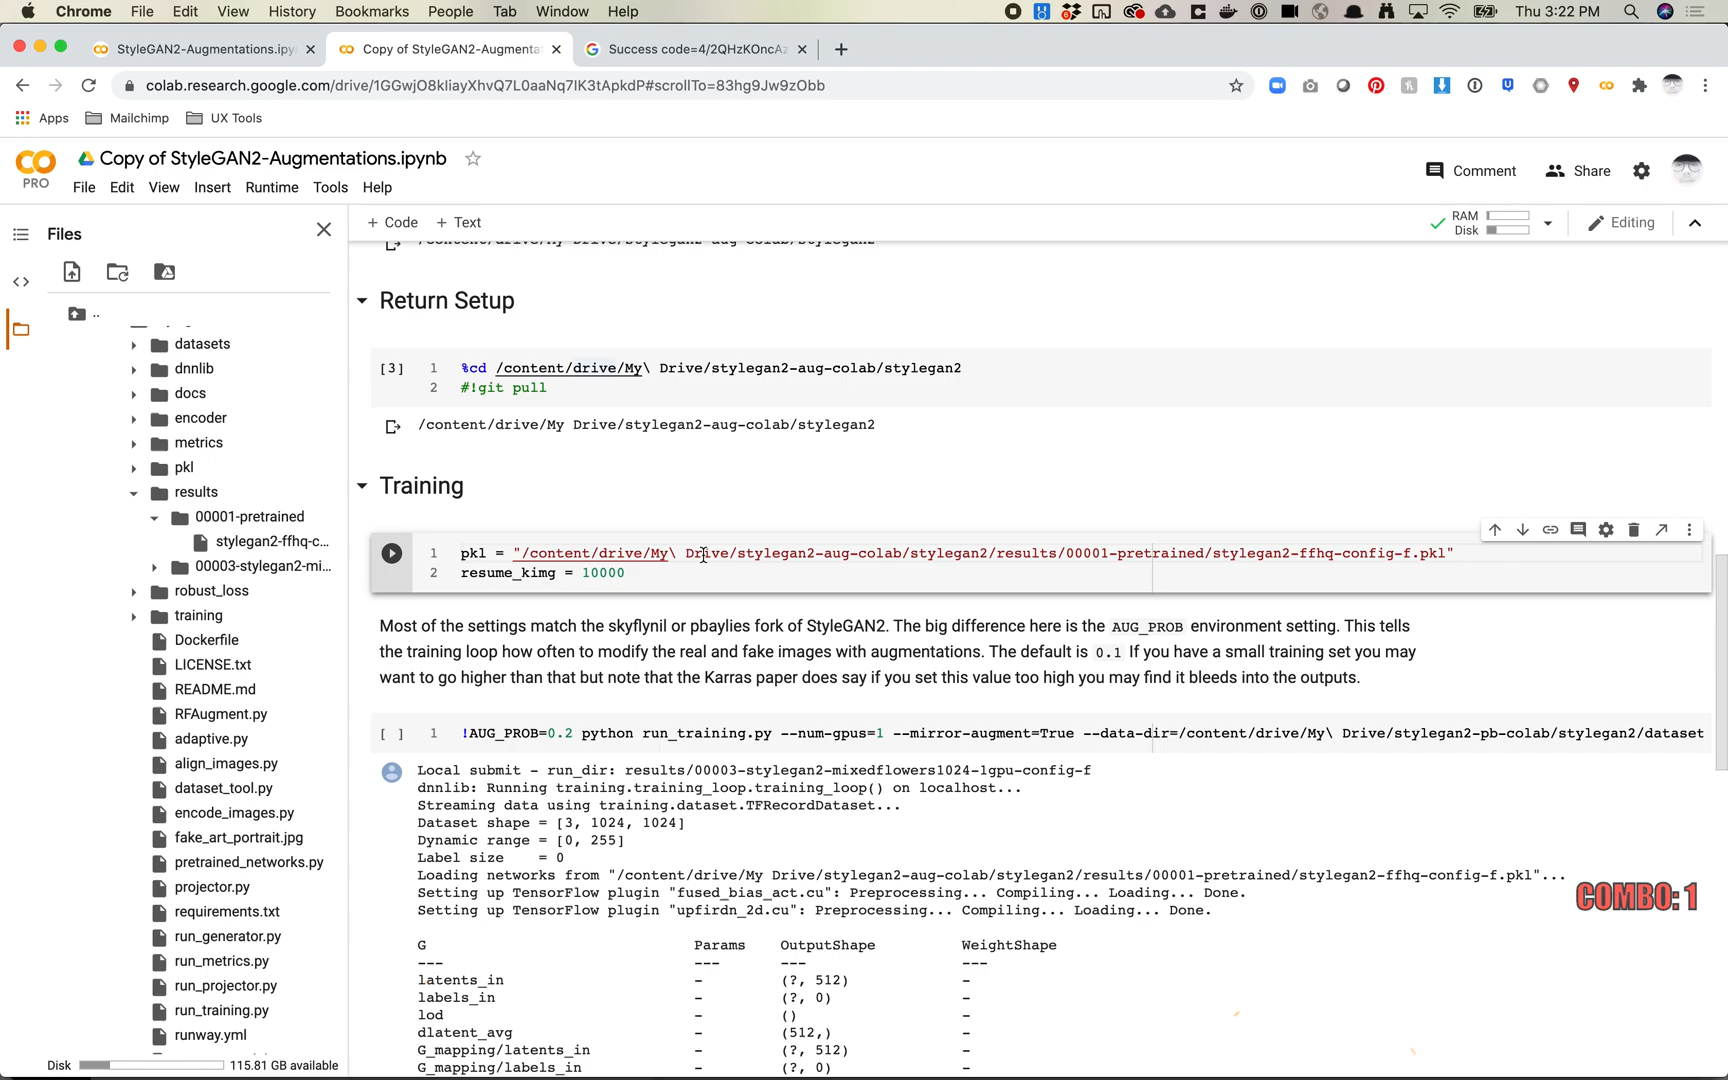 Chrome File Edit View History Bookmarks People Tab Window Help Thu 3:22 PM
StyleGAN2-Augmentations.ipy Copy of StyleGAN2-Augmenta Success code=4/2QHzKOncAz
colab.research.google.com/drive/1GGwjO8kIiayXhvQ7L0aaNq7IK3tApkdP#scrollTo=83hg9Jw9zObb
Apps Mailchimp UX Tools
CO PRO
Copy of StyleGAN2-Augmentations.ipynb
File Edit View Insert Runtime Tools Help
Comment Share
Files
+ Code + Text
RAM
Disk
Editing
..
datasets
dnnlib
docs
encoder
metrics
pkl
results
00001-pretrained
stylegan2-ffhq-c...
00003-stylegan2-mi...
robust_loss
training
Dockerfile
LICENSE.txt
README.md
RFAugment.py
adaptive.py
align_images.py
dataset_tool.py
encode_images.py
fake_art_portrait.jpg
pretrained_networks.py
projector.py
requirements.txt
run_generator.py
run_metrics.py
run_projector.py
run_training.py
runway.yml
Disk 115.81 GB available
/content/drive/My Drive/stylegan2-aug-colab/stylegan2
Return Setup
[3] 1 %cd /content/drive/My\ Drive/stylegan2-aug-colab/stylegan2
2 #!git pull
/content/drive/My Drive/stylegan2-aug-colab/stylegan2
Training
1 pkl = "/content/drive/My\ Drive/stylegan2-aug-colab/stylegan2/results/00001-pretrained/stylegan2-ffhq-config-f.pkl"
2 resume_kimg = 10000
Most of the settings match the skyflynil or pbaylies fork of StyleGAN2. The big difference here is the AUG_PROB environment setting. This tells
the training loop how often to modify the real and fake images with augmentations. The default is 0.1 If you have a small training set you may
want to go higher than that but note that the Karras paper does say if you set this value too high you may find it bleeds into the outputs.
[ ] 1 !AUG_PROB=0.2 python run_training.py --num-gpus=1 --mirror-augment=True --data-dir=/content/drive/My\ Drive/stylegan2-pb-colab/stylegan2/dataset
Local submit - run_dir: results/00003-stylegan2-mixedflowers1024-1gpu-config-f
dnnlib: Running training.training_loop.training_loop() on localhost...
Streaming data using training.dataset.TFRecordDataset...
Dataset shape = [3, 1024, 1024]
Dynamic range = [0, 255]
Label size = 0
Loading networks from "/content/drive/My Drive/stylegan2-aug-colab/stylegan2/results/00001-pretrained/stylegan2-ffhq-config-f.pkl"...
Setting up TensorFlow plugin "fused_bias_act.cu": Preprocessing... Compiling... Loading... Done.
Setting up TensorFlow plugin "upfirdn_2d.cu": Preprocessing... Compiling... Loading... Done.
COMBO: 1
G Params OutputShape WeightShape
--- --- --- ---
latents_in - (?, 512) -
labels_in - (?, 0) -
lod - () -
dlatent_avg - (512,) -
G_mapping/latents_in - (?, 512) -
G_mapping/labels_in - (?, 0) -